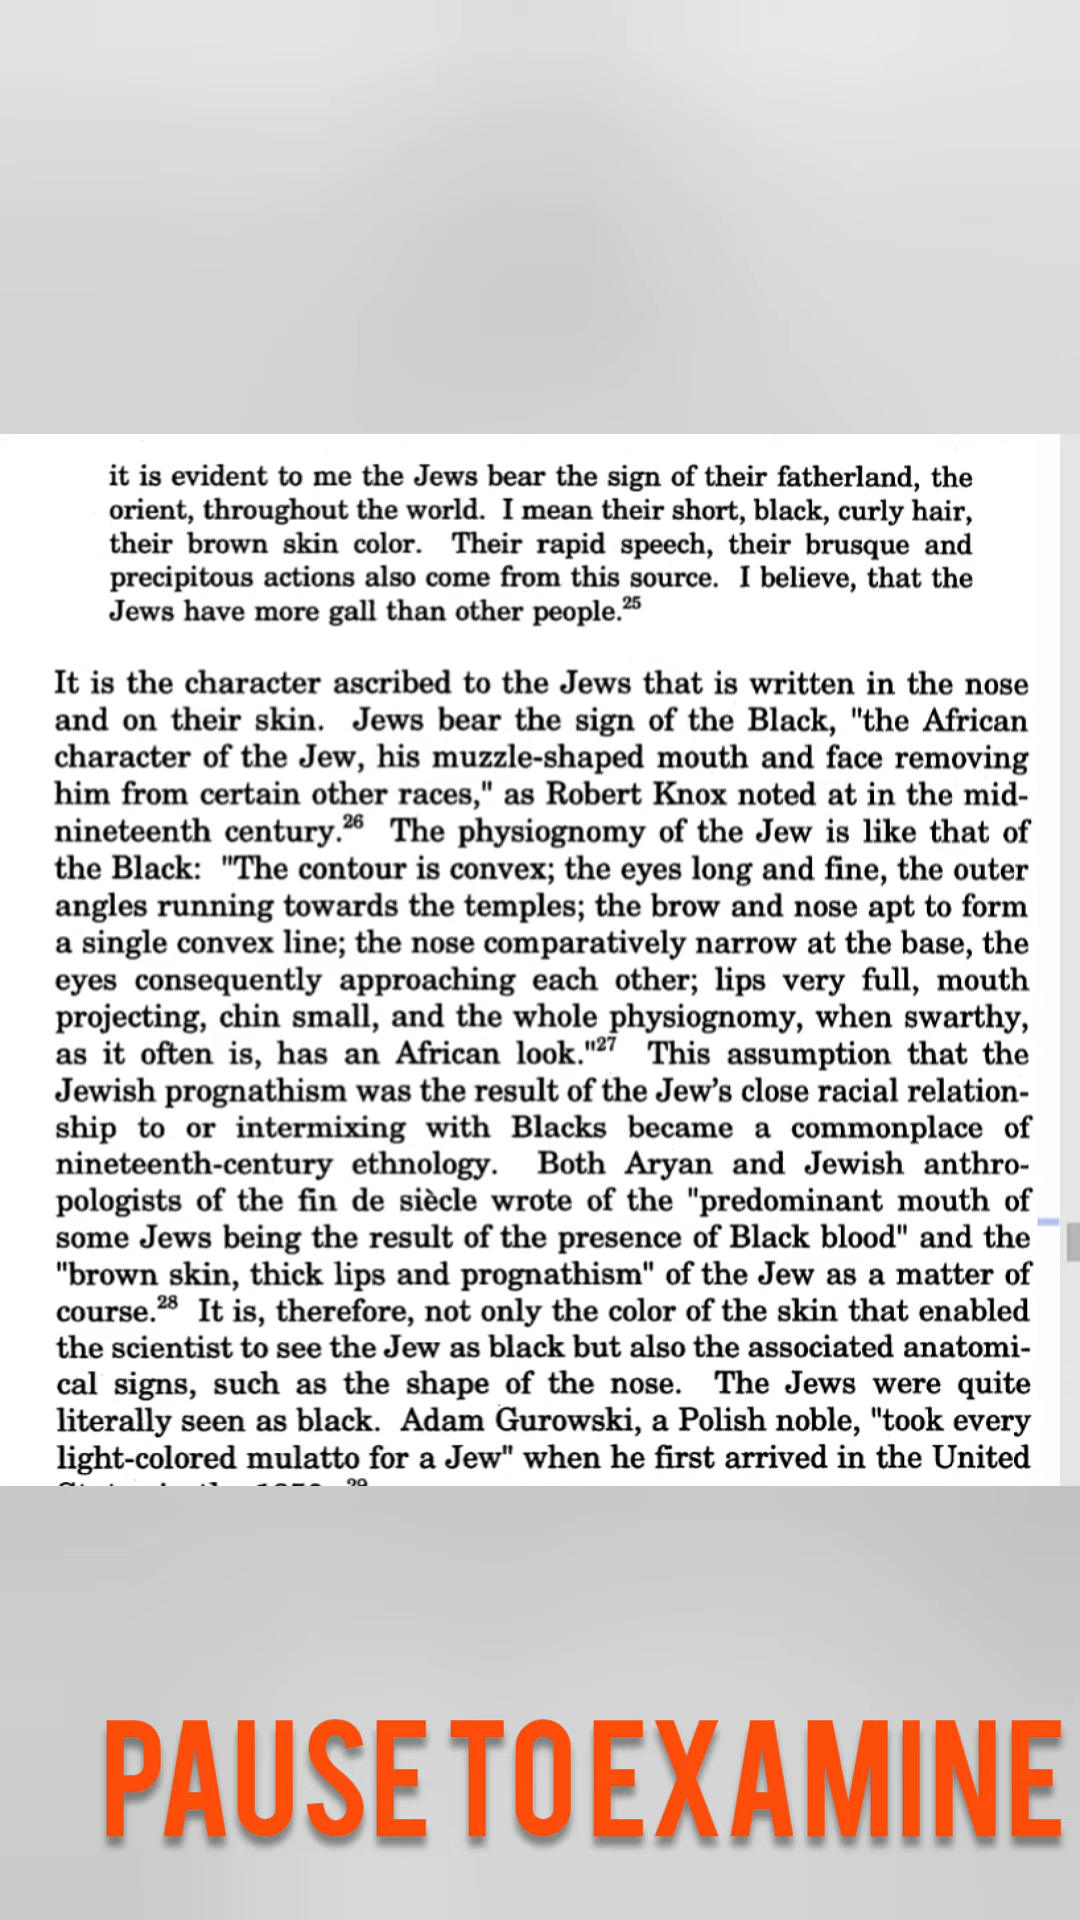 it is evident to me the Jews bear the sign of their fatherland, the
orient, throughout the world. I mean their short, black, curly hair,
their brown skin color. Their rapid speech, their brusque and
precipitous actions also come from this source. I believe, that the
Jews have more gall than other people.25
It is the character ascribed to the Jews that is written in the nose
and on their skin. Jews bear the sign of the Black, "the African
character of the Jew, his muzzle-shaped mouth and face removing
him from certain other races," as Robert Knox noted at in the mid-
nineteenth century.26 The physiognomy of the Jew is like that of
the Black: "The contour is convex; the eyes long and fine, the outer
angles running towards the temples; the brow and nose apt to form
a single convex line; the nose comparatively narrow at the base, the
eyes consequently approaching each other; lips very full, mouth
projecting, chin small, and the whole physiognomy, when swarthy,
as it often is, has an African look."27 This assumption that the
Jewish prognathism was the result of the Jew's close racial relation-
ship to or intermixing with Blacks became a commonplace of
nineteenth-century ethnology. Both Aryan and Jewish anthro-
pologists of the fin de siècle wrote of the "predominant mouth of
some Jews being the result of the presence of Black blood" and the
"brown skin, thick lips and prognathism" of the Jew as a matter of
course.28 It is, therefore, not only the color of the skin that enabled
the scientist to see the Jew as black but also the associated anatomi-
cal signs, such as the shape of the nose. The Jews were quite
literally seen as black. Adam Gurowski, a Polish noble, "took every
light-colored mulatto for a Jew" when he first arrived in the United
PAUSE TO EXAMINE